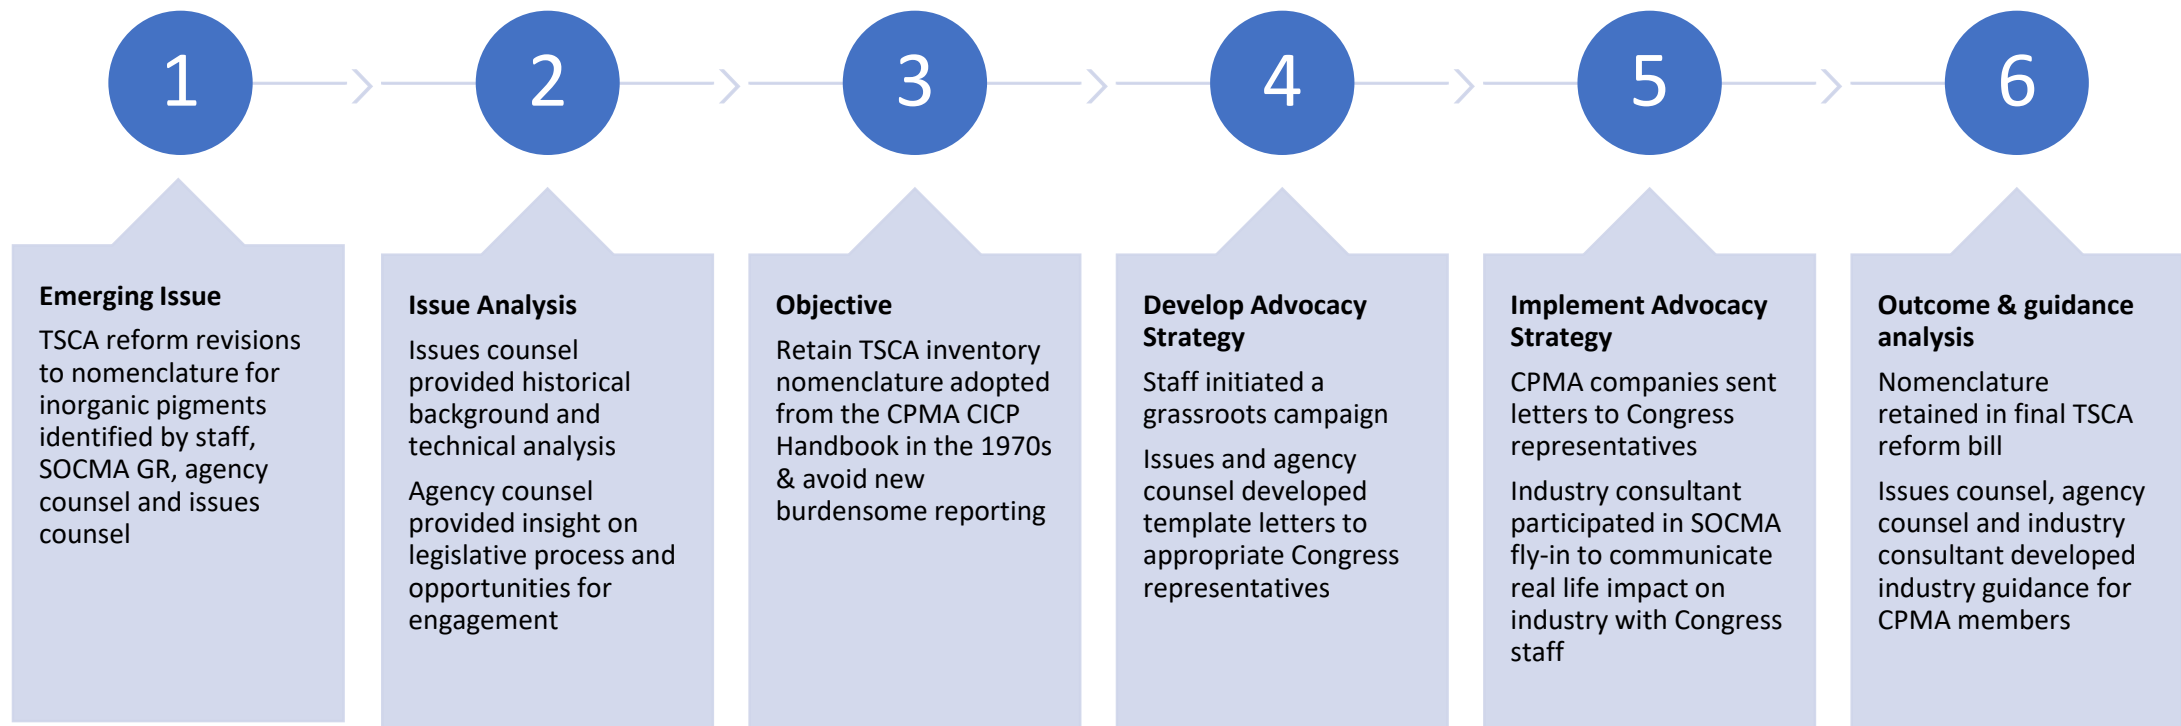 1
2
3
4
5
6
Emerging Issue
TSCA reform revisions
to nomenclature for
inorganic pigments
identified by staff,
SOCMA GR, agency
counsel and issues
counsel
Issue Analysis
Issues counsel
provided historical
background and
technical analysis
Agency counsel
provided insight on
legislative process and
opportunities for
engagement
Objective
Retain TSCA inventory
nomenclature adopted
from the CPMA CICP
Handbook in the 1970s
& avoid new
burdensome reporting
Develop Advocacy
Strategy
Staff initiated a
grassroots campaign
Issues and agency
counsel developed
template letters to
appropriate Congress
representatives
Implement Advocacy
Strategy
CPMA companies sent
letters to Congress
representatives
Industry consultant
participated in SOCMA
fly-in to communicate
real life impact on
industry with Congress
staff
Outcome & guidance
analysis
Nomenclature
retained in final TSCA
reform bill
Issues counsel, agency
counsel and industry
consultant developed
industry guidance for
CPMA members